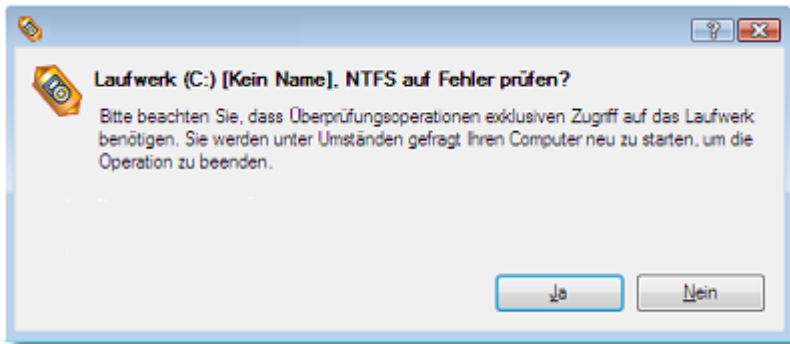 Laufwerk (C:) [Kein Name], NTFS auf Fehler prüfen?
Bitte beachten Sie, dass Überprüfungsoperationen exklusiven Zugriff auf das Laufwerk
benötigen. Sie werden unter Umständen gefragt Ihren Computer neu zu starten, um die
Operation zu beenden.
Ja
Nein